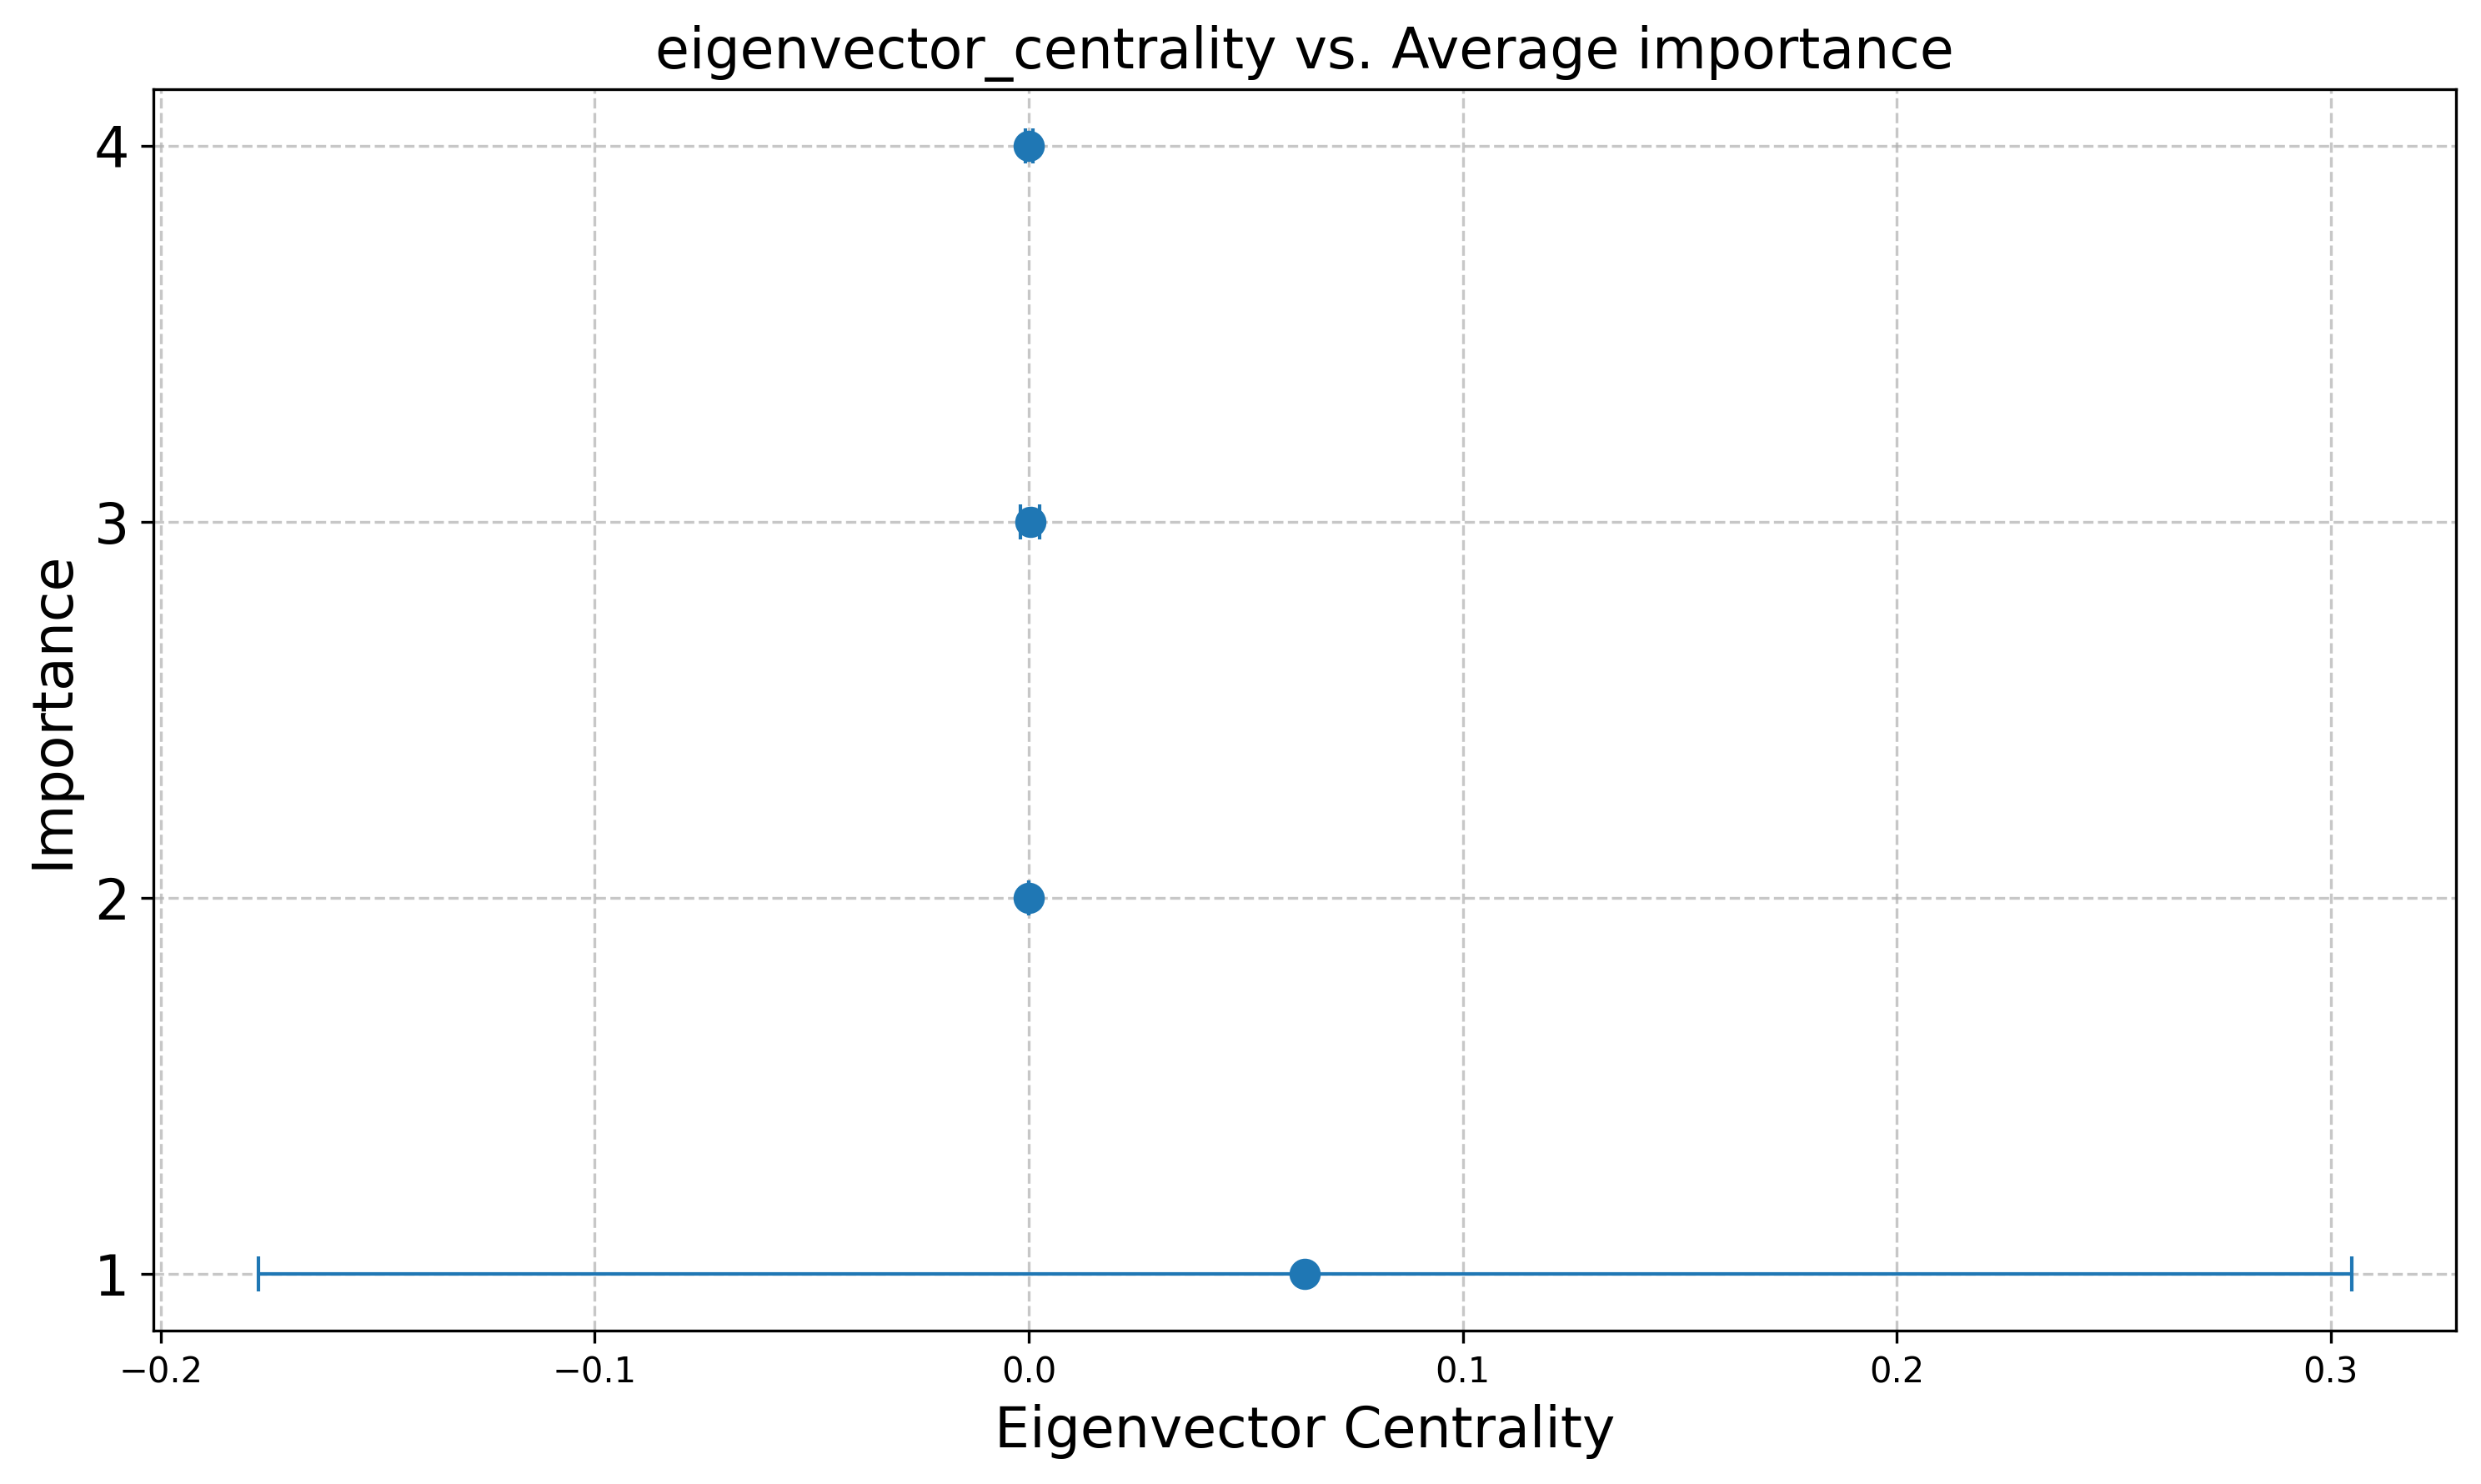 eigenvector_centrality vs. Average importance
4
3
2
1
Importance
−0.2 −0.1 0.0 0.1 0.2 0.3
Eigenvector Centrality